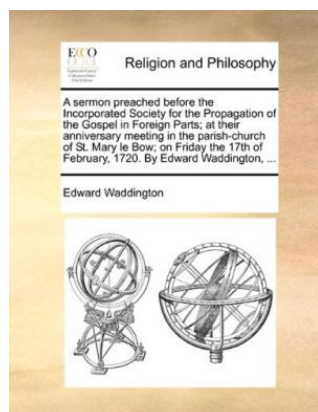 ECCO
Religion and Philosophy
A sermon preached before the
Incorporated Society for the Propagation of
the Gospel in Foreign Parts; at their
anniversary meeting in the parish-church
of St. Mary le Bow; on Friday the 17th of
February, 1720. By Edward Waddington, ...
Edward Waddington